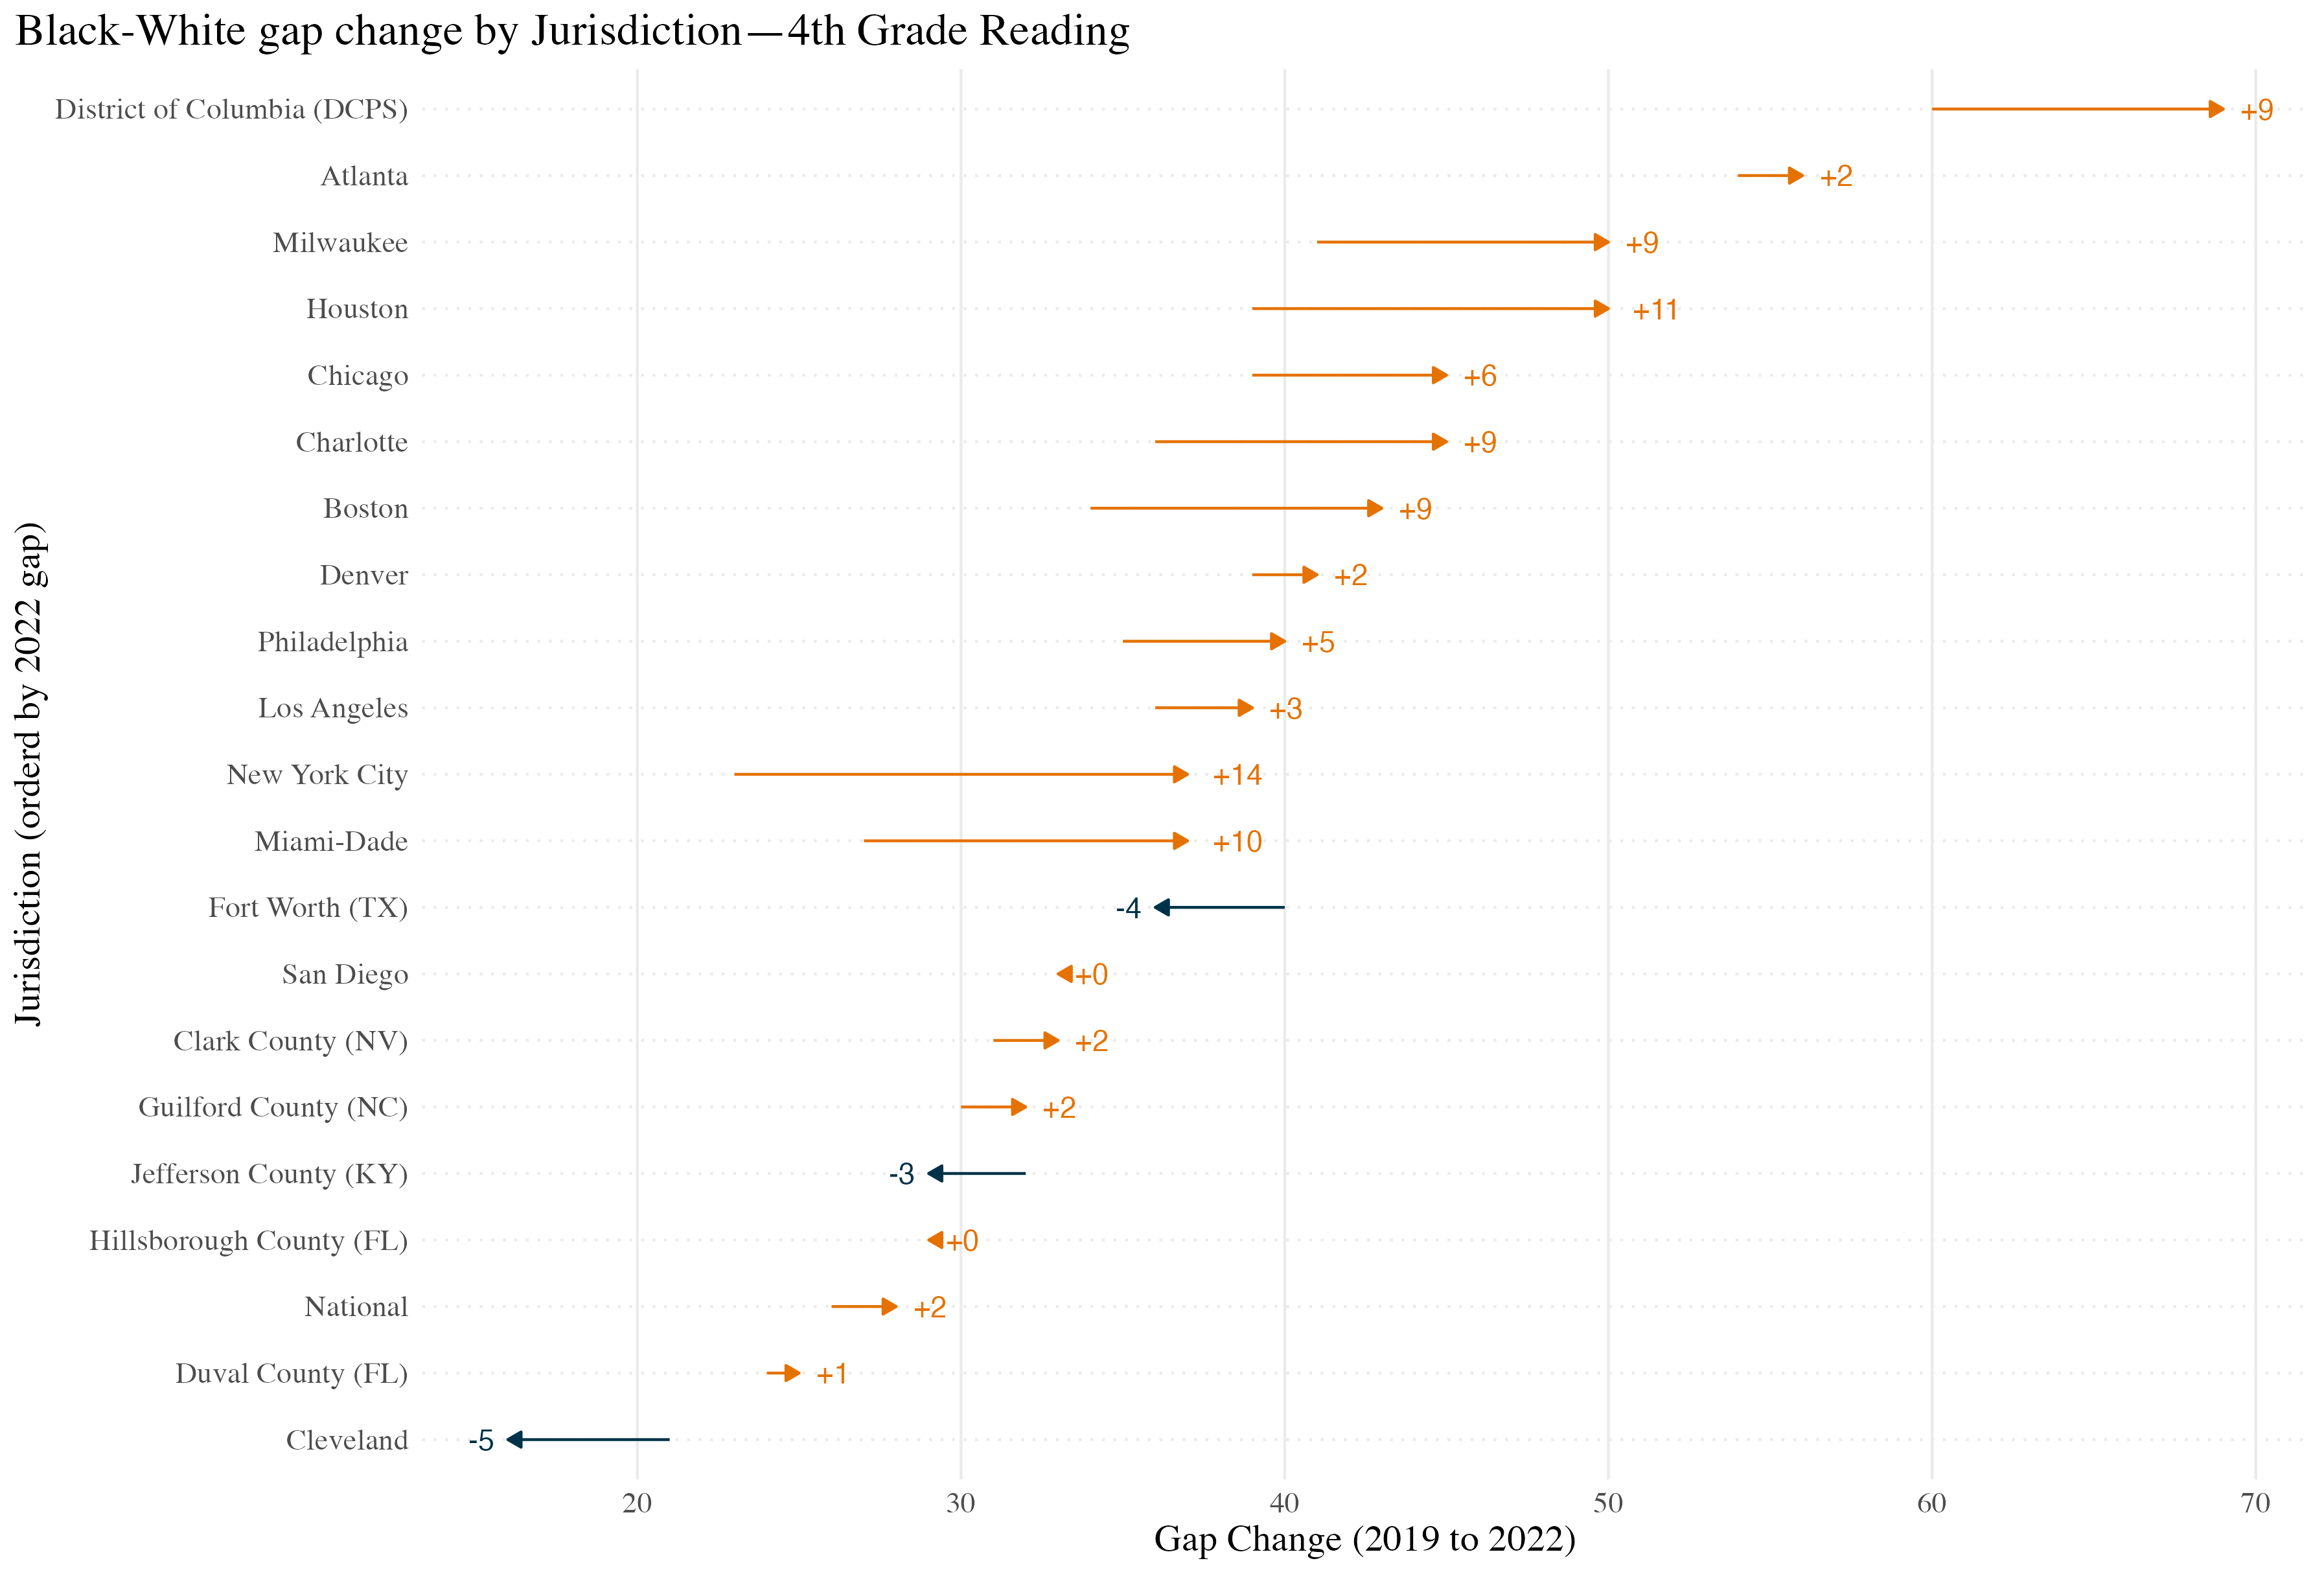 Black-White gap change by Jurisdiction—4th Grade Reading
Jurisdiction (orderd by 2022 gap)
District of Columbia (DCPS) +9
Atlanta +2
Milwaukee +9
Houston +11
Chicago +6
Charlotte +9
Boston +9
Denver +2
Philadelphia +5
Los Angeles +3
New York City +14
Miami-Dade +10
Fort Worth (TX) -4
San Diego +0
Clark County (NV) +2
Guilford County (NC) +2
Jefferson County (KY) -3
Hillsborough County (FL) +0
National +2
Duval County (FL) +1
Cleveland -5
20 30 40 50 60 70
Gap Change (2019 to 2022)